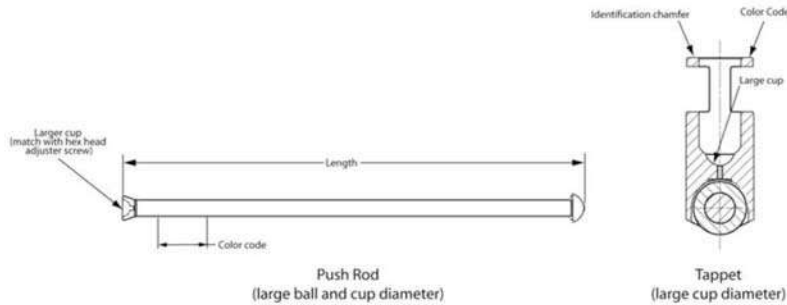 Identification chamfer
Color Code
Large cup
Larger cup
(match with hex head
adjuster screw)
Length
Color code
Push Rod
(large ball and cup diameter)
Tappet
(large cup diameter)